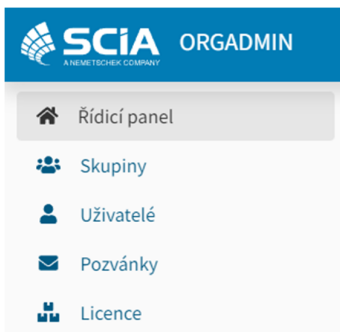 SCIA ORGADMIN
A NEMETSCHEK COMPANY
Řídicí panel
Skupiny
Uživatelé
Pozvánky
Licence